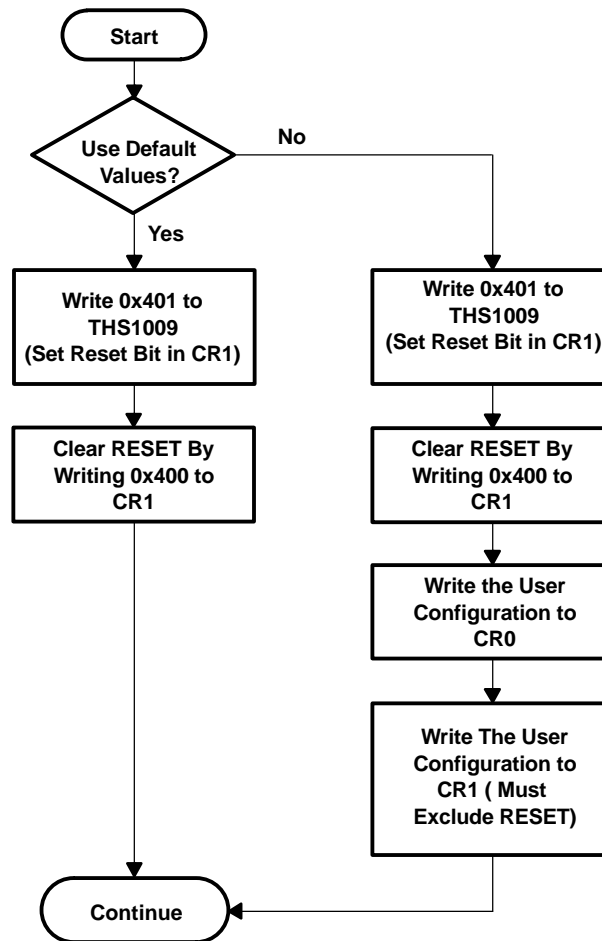 Start
Use Default
Values?
No
Yes
Write 0x401 to
THS1009
(Set Reset Bit in CR1)
Clear RESET By
Writing 0x400 to
CR1
Write 0x401 to
THS1009
(Set Reset Bit in CR1)
Clear RESET By
Writing 0x400 to
CR1
Write the User
Configuration to
CR0
Write The User
Configuration to
CR1 ( Must
Exclude RESET)
Continue